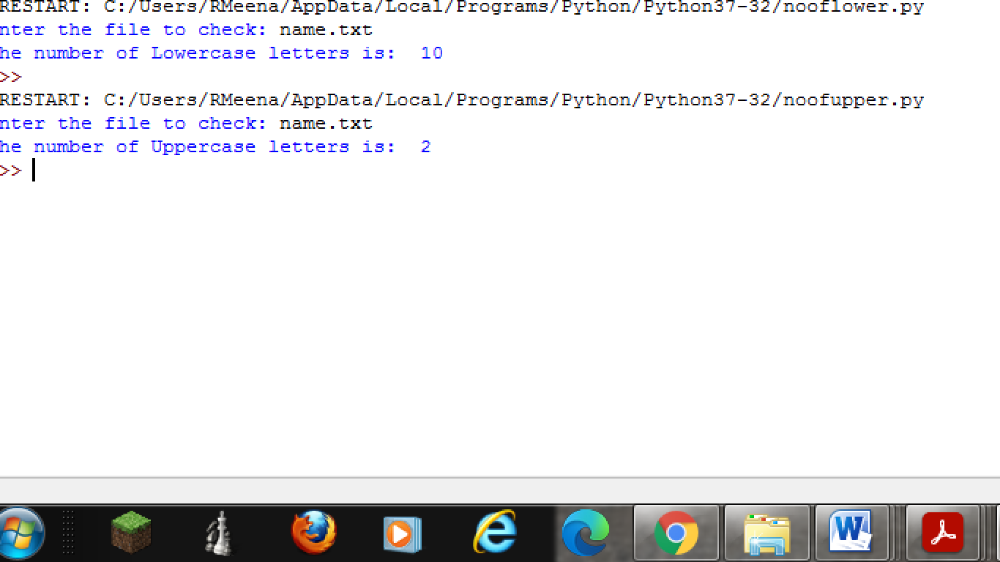 RESTART: C:/Users/RMeena/AppData/Local/Programs/Python/Python37-32/nooflower.py
nter the file to check: name.txt
he number of Lowercase letters is:  10
>>
RESTART: C:/Users/RMeena/AppData/Local/Programs/Python/Python37-32/noofupper.py
nter the file to check: name.txt
he number of Uppercase letters is:  2
>>